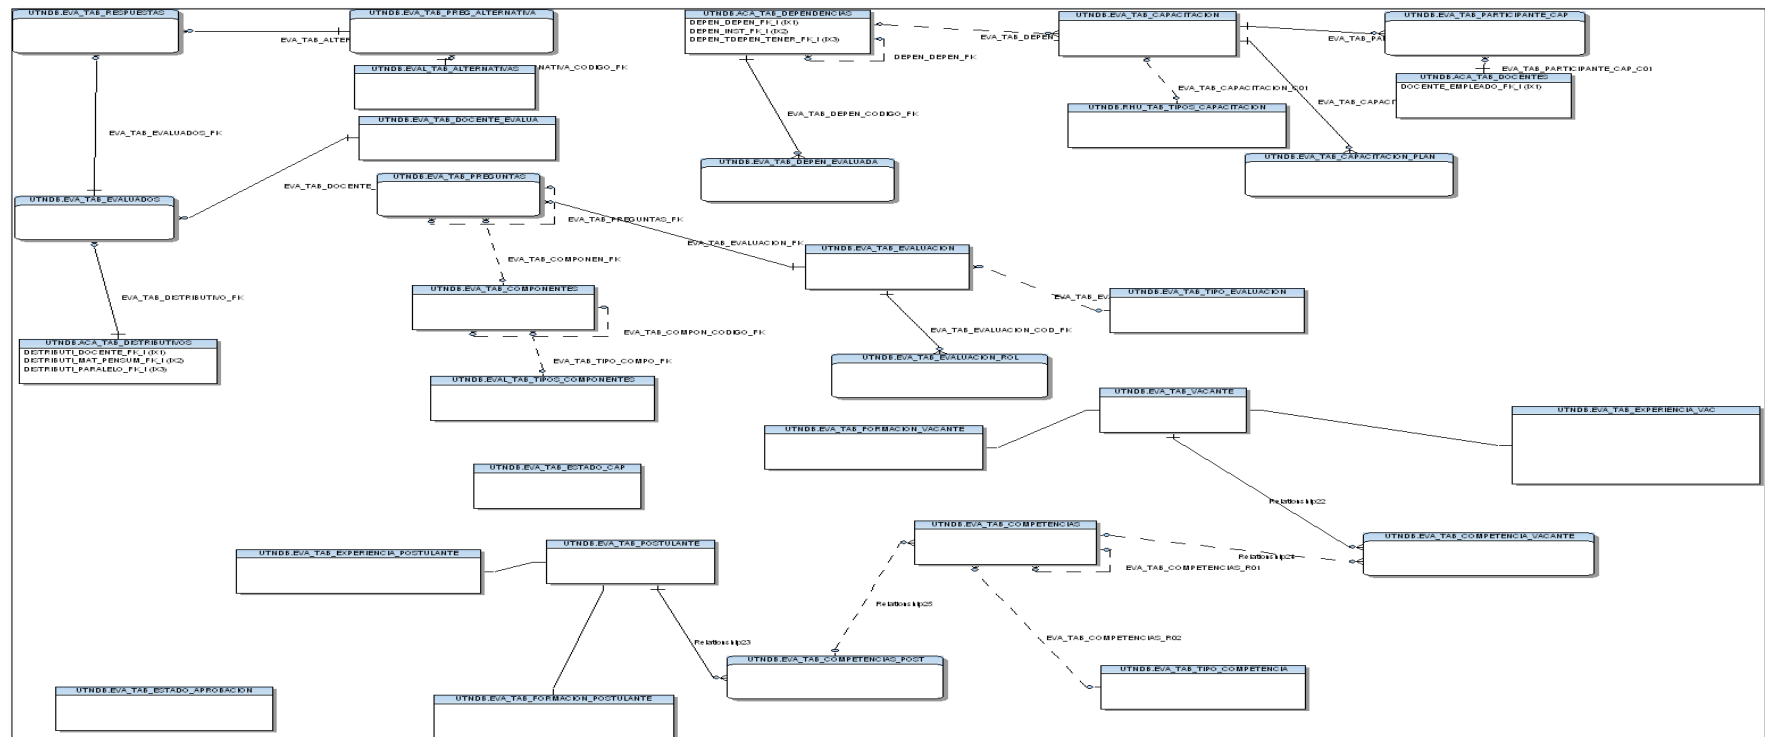 UTNDB.EVA_TAB_RESPUESTAS
UTNDB.EVA_TAB_PREG_ALTERNATIVA
UTNDB.ACA_TAB_DEPENDENCIAS
DEPEN_DEPEN_FK_I (IX1)
DEPEN_INST_FK_I (IX2)
DEPEN_TDEPEN_TENER_FK_I (IX3)
UTNDB.EVA_TAB_CAPACITACION
UTNDB.EVA_TAB_PARTICIPANTE_CAP
EVA_TAB_ALTER
EVA_TAB_DEPEN
EVA_TAB_PA
DEPEN_DEPEN_FK
UTNDB.EVAL_TAB_ALTERNATIVAS
NATIVA_CODIGO_FK
EVA_TAB_PARTICIPANTE_CAP_C01
UTNDB.ACA_TAB_DOCENTES
DOCENTE_EMPLEADO_FK_I (IX1)
EVA_TAB_CAPACITACION_C01
EVA_TAB_CAPACIT
UTNDB.RHU_TAB_TIPOS_CAPACITACION
EVA_TAB_DEPEN_CODIGO_FK
UTNDB.EVA_TAB_DOCENTE_EVALUA
EVA_TAB_EVALUADOS_FK
UTNDB.EVA_TAB_DEPEN_EVALUADA
UTNDB.EVA_TAB_CAPACITACION_PLAN
UTNDB.EVA_TAB_PREGUNTAS
EVA_TAB_DOCENTE_
UTNDB.EVA_TAB_EVALUADOS
EVA_TAB_PREGUNTAS_FK
EVA_TAB_EVALUACION_FK
UTNDB.EVA_TAB_EVALUACION
EVA_TAB_COMPONEN_FK
UTNDB.EVA_TAB_COMPONENTES
EVA_TAB_EV
UTNDB.EVA_TAB_TIPO_EVALUACION
EVA_TAB_DISTRIBUTIVO_FK
EVA_TAB_COMPON_CODIGO_FK
EVA_TAB_EVALUACION_COD_FK
UTNDB.ACA_TAB_DISTRIBUTIVOS
DISTRIBUTI_DOCENTE_FK_I (IX1)
DISTRIBUTI_MAT_PENSUM_FK_I (IX2)
DISTRIBUTI_PARALELO_FK_I (IX3)
EVA_TAB_TIPO_COMPO_FK
UTNDB.EVA_TAB_EVALUACION_ROL
UTNDB.EVAL_TAB_TIPOS_COMPONENTES
UTNDB.EVA_TAB_VACANTE
UTNDB.EVA_TAB_EXPERIENCIA_VAC
UTNDB.EVA_TAB_FORMACION_VACANTE
UTNDB.EVA_TAB_ESTADO_CAP
Relationship22
UTNDB.EVA_TAB_COMPETENCIAS
UTNDB.EVA_TAB_COMPETENCIA_VACANTE
UTNDB.EVA_TAB_EXPERIENCIA_POSTULANTE
UTNDB.EVA_TAB_POSTULANTE
EVA_TAB_COMPETENCIAS_R01
Relationship25
Relationship23
EVA_TAB_COMPETENCIAS_R02
UTNDB.EVA_TAB_COMPETENCIAS_POST
UTNDB.EVA_TAB_TIPO_COMPETENCIA
UTNDB.EVA_TAB_ESTADO_APROBACION
UTNDB.EVA_TAB_FORMACION_POSTULANTE